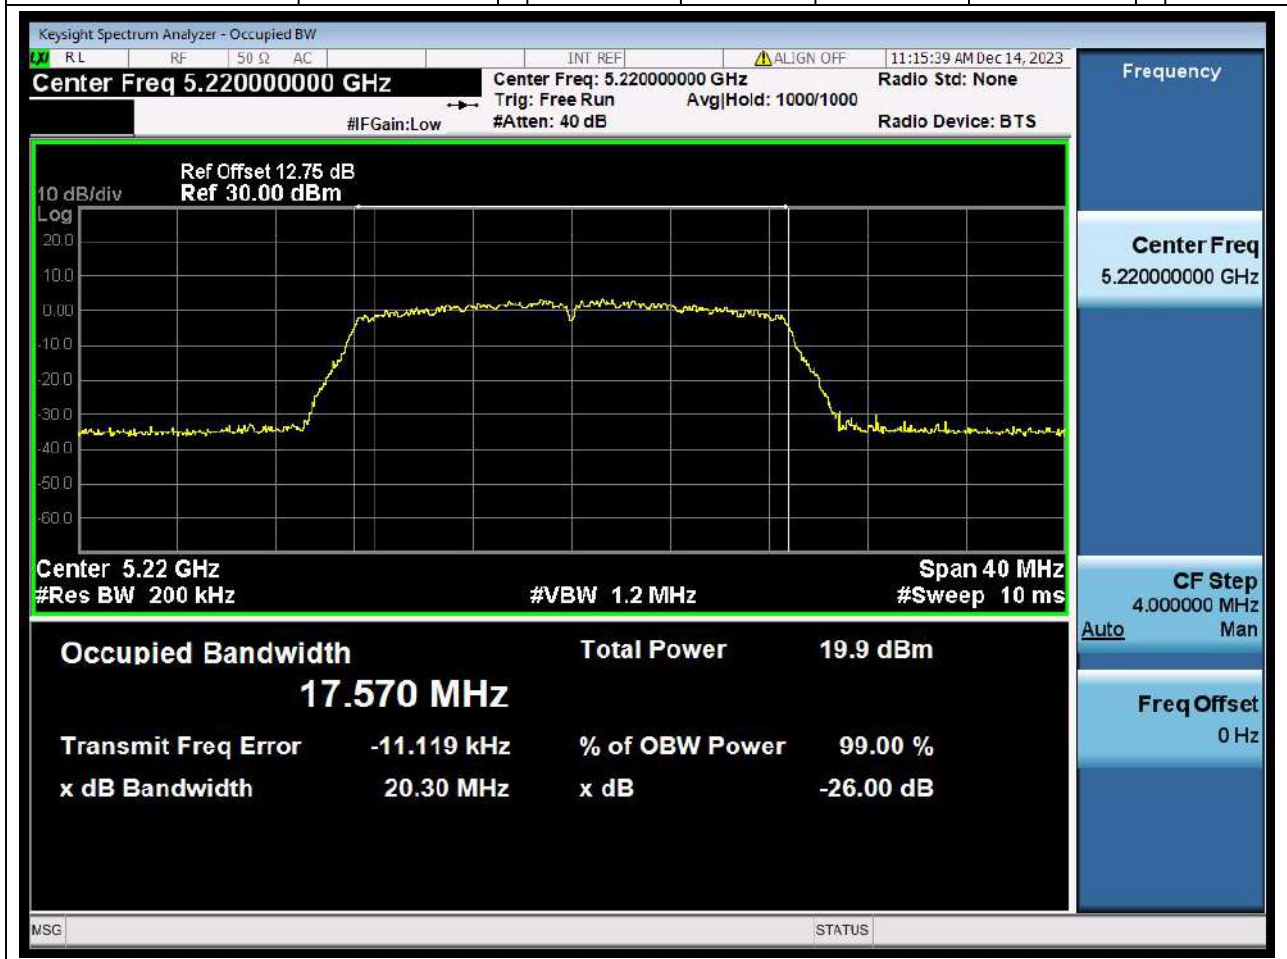 Keysight Spectrum Analyzer - Occupied BW
LXI RL RF 50 Ω AC INT REF ALIGN OFF 11:15:39 AM Dec 14, 2023
Center Freq 5.220000000 GHz
Center Freq: 5.220000000 GHz
Radio Std: None
Trig: Free Run Avg|Hold: 1000/1000
#IFGain:Low #Atten: 40 dB Radio Device: BTS
Ref Offset 12.75 dB
10 dB/div Ref 30.00 dBm
Log
20.0
10.0
0.00
-10.0
-20.0
-30.0
-40.0
-50.0
-60.0
Center 5.22 GHz Span 40 MHz
#Res BW 200 kHz #VBW 1.2 MHz #Sweep 10 ms
Occupied Bandwidth Total Power 19.9 dBm
17.570 MHz
Transmit Freq Error -11.119 kHz % of OBW Power 99.00 %
x dB Bandwidth 20.30 MHz x dB -26.00 dB
MSG STATUS
Frequency
Center Freq
5.220000000 GHz
CF Step
4.000000 MHz
Auto Man
Freq Offset
0 Hz